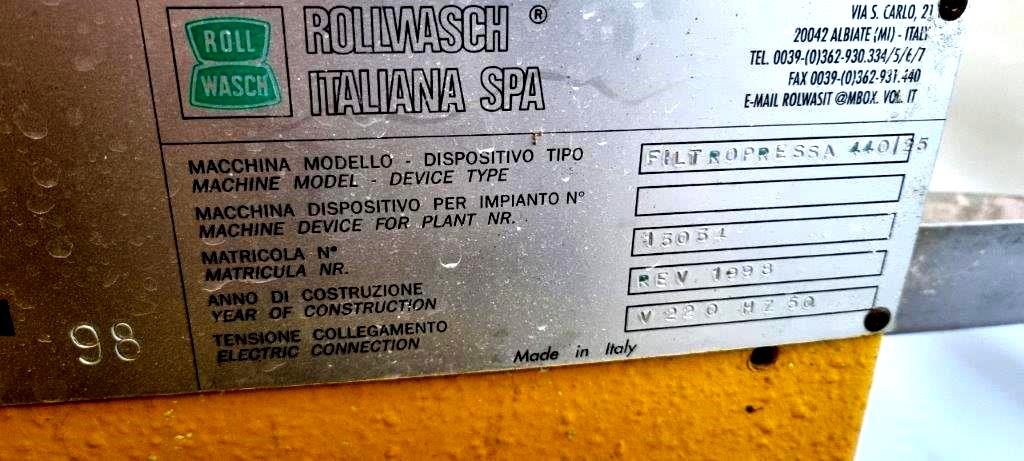 ROLL
WASCH
ROLLWASCH ®
ITALIANA SPA
VIA S. CARLO, 21
20042 ALBIATE (MI) - ITALY
TEL. 0039-(0)362-930.334/5/6/7
FAX 0039-(0)362-931.440
E-MAIL ROLWASIT @MBOX. VOL. IT
MACCHINA MODELLO - DISPOSITIVO TIPO
MACHINE MODEL - DEVICE TYPE
FILTROPRESSA 440/35
MACCHINA DISPOSITIVO PER IMPIANTO N°
MACHINE DEVICE FOR PLANT NR.
MATRICOLA N°
MATRICULA NR.
ANNO DI COSTRUZIONE
YEAR OF CONSTRUCTION
REV. 1998
TENSIONE COLLEGAMENTO
ELECTRIC CONNECTION
V 220 HZ 50
Made in Italy
98